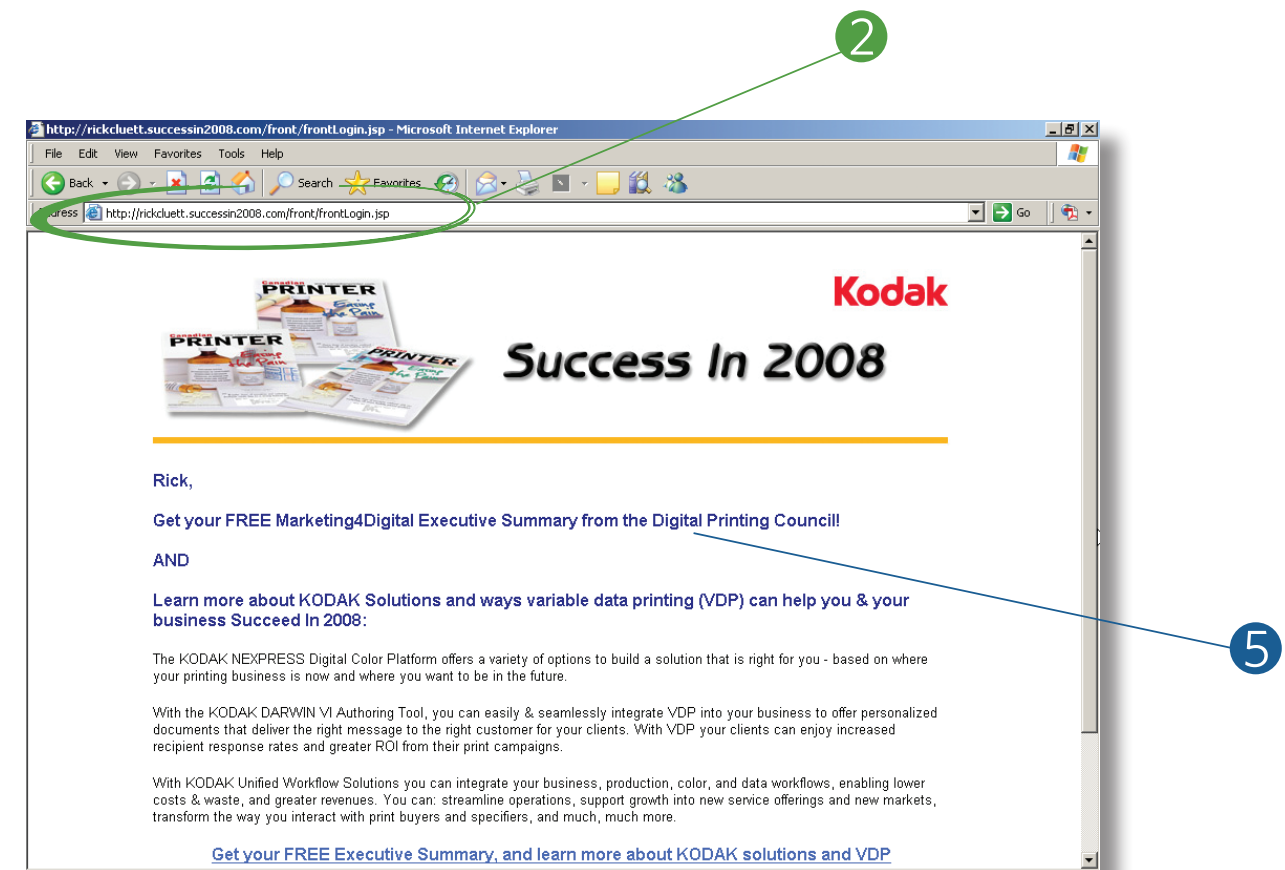 2
http://rickcluett.successin2008.com/front/frontLogin.jsp - Microsoft Internet Explorer
File Edit View Favorites Tools Help
Back Search Favorites
Address http://rickcluett.successin2008.com/front/frontLogin.jsp Go
Canadian
PRINTER
Easing
the Pain
Kodak
Canadian
PRINTER
Easing
the Pain
PRINTER
Easing
the Pain
Success In 2008
Rick,
Get your FREE Marketing4Digital Executive Summary from the Digital Printing Council!
AND
Learn more about KODAK Solutions and ways variable data printing (VDP) can help you & your
business Succeed In 2008:
5
The KODAK NEXPRESS Digital Color Platform offers a variety of options to build a solution that is right for you - based on where
your printing business is now and where you want to be in the future.
With the KODAK DARWIN VI Authoring Tool, you can easily & seamlessly integrate VDP into your business to offer personalized
documents that deliver the right message to the right customer for your clients. With VDP your clients can enjoy increased
recipient response rates and greater ROI from their print campaigns.
With KODAK Unified Workflow Solutions you can integrate your business, production, color, and data workflows, enabling lower
costs & waste, and greater revenues. You can: streamline operations, support growth into new service offerings and new markets,
transform the way you interact with print buyers and specifiers, and much, much more.
Get your FREE Executive Summary, and learn more about KODAK solutions and VDP